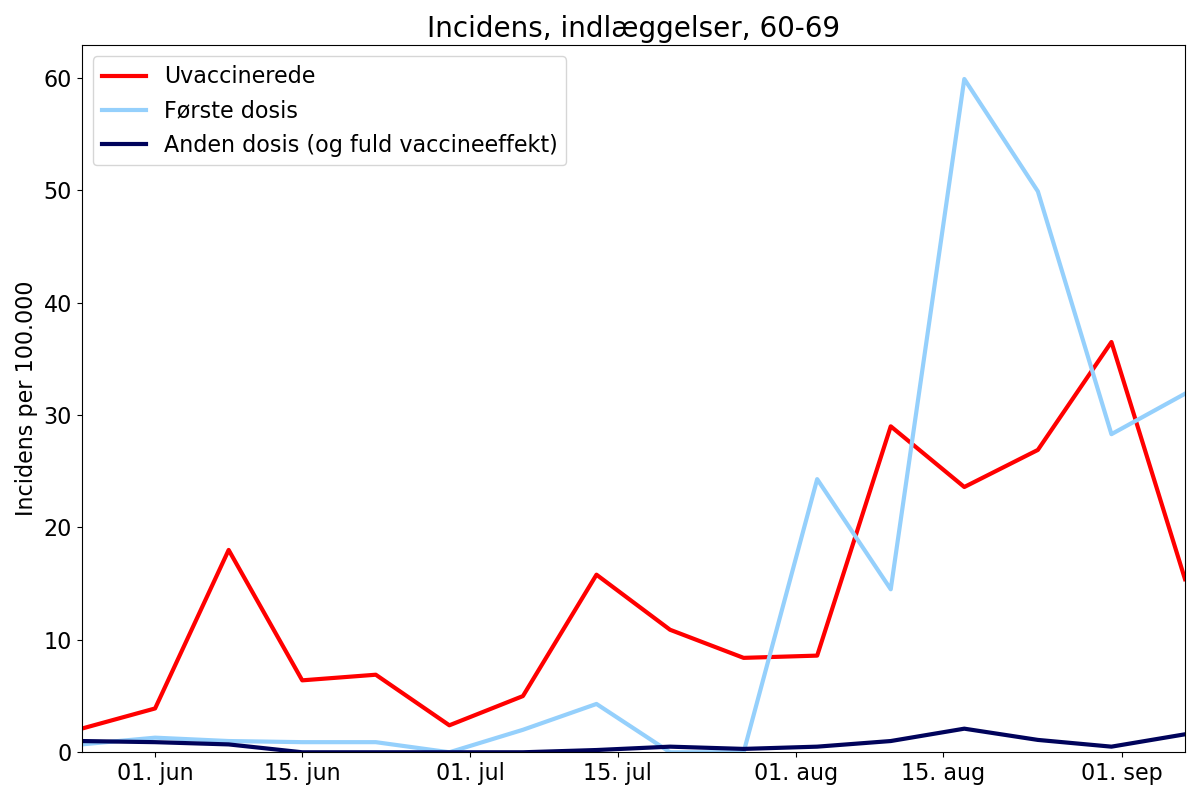 Incidens, indlæggelser, 60-69
Uvaccinerede
Første dosis
Anden dosis (og fuld vaccineeffekt)
Incidens per 100.000
60
50
40
30
20
10
0
01. jun
15. jun
01. jul
15. jul
01. aug
15. aug
01. sep